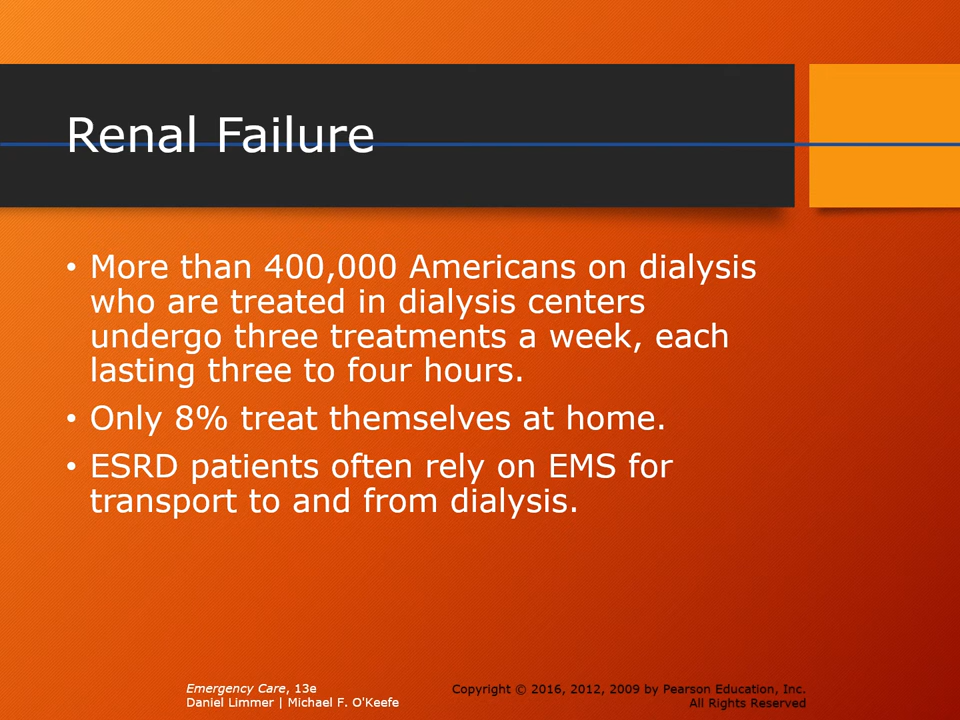 Renal Failure
• More than 400,000 Americans on dialysis
who are treated in dialysis centers
undergo three treatments a week, each
lasting three to four hours.
• Only 8% treat themselves at home.
• ESRD patients often rely on EMS for
transport to and from dialysis.
Emergency Care, 13e
Daniel Limmer | Michael F. O'Keefe
Copyright © 2016, 2012, 2009 by Pearson Education, Inc.
All Rights Reserved